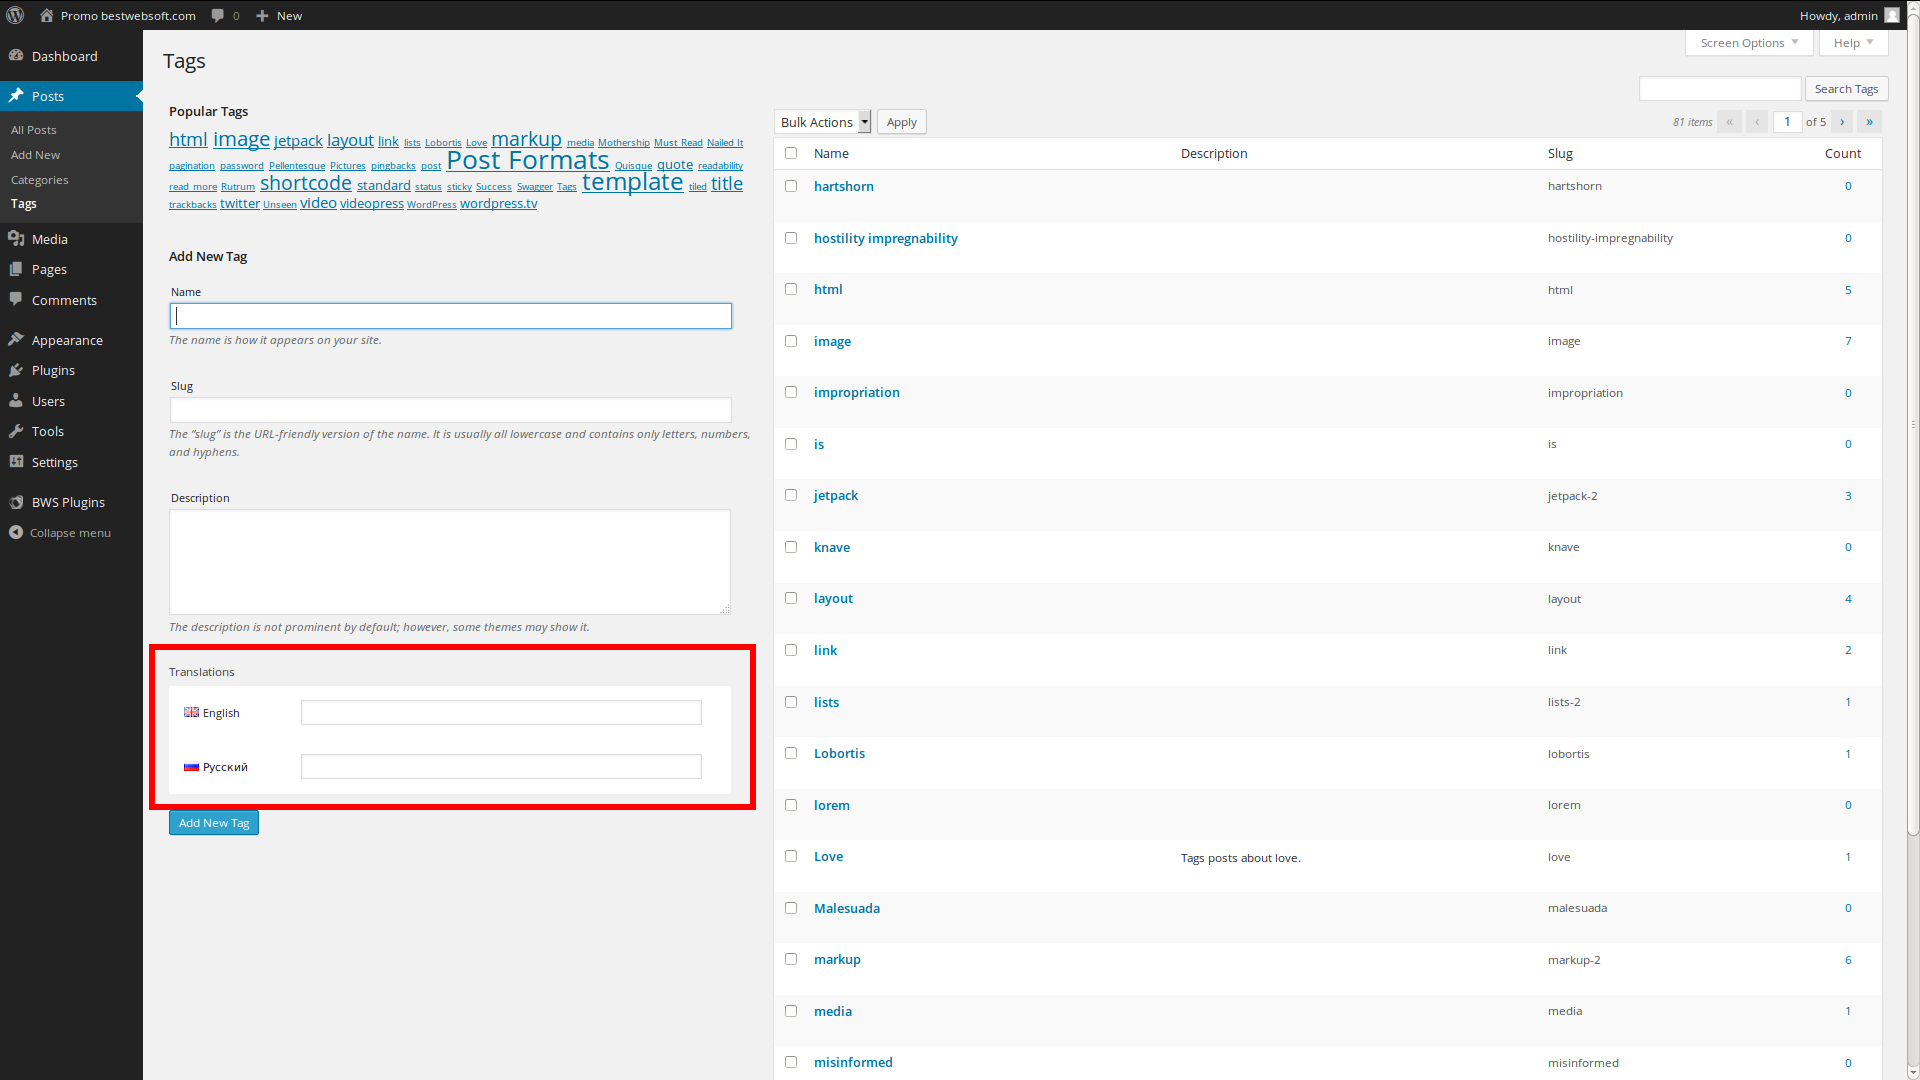 Promo bestwebsoft.com 0 New Howdy, admin
Dashboard
Posts
All Posts
Add New
Categories
Tags
Media
Pages
Comments
Appearance
Plugins
Users
Tools
Settings
BWS Plugins
Collapse menu
Screen Options Help
Tags
Search Tags
Popular Tags
html image jetpack layout link lists Lobortis Love markup media Mothership Must Read Nailed It
pagination password Pellentesque Pictures pingbacks post Post Formats Quisque quote readability
read more Rutrum shortcode standard status sticky Success Swagger Tags template tiled title
trackbacks twitter Unseen video videopress WordPress wordpress.tv
Add New Tag
Name
The name is how it appears on your site.
Slug
The “slug” is the URL-friendly version of the name. It is usually all lowercase and contains only letters, numbers,
and hyphens.
Description
The description is not prominent by default; however, some themes may show it.
Translations
English
Русский
Add New Tag
Bulk Actions Apply 81 items « ‹ 1 of 5 › »
Name Description Slug Count
hartshorn hartshorn 0
hostility impregnability hostility-impregnability 0
html html 5
image image 7
impropriation impropriation 0
is is 0
jetpack jetpack-2 3
knave knave 0
layout layout 4
link link 2
lists lists-2 1
Lobortis lobortis 1
lorem lorem 0
Love Tags posts about love. love 1
Malesuada malesuada 0
markup markup-2 6
media media 1
misinformed misinformed 0